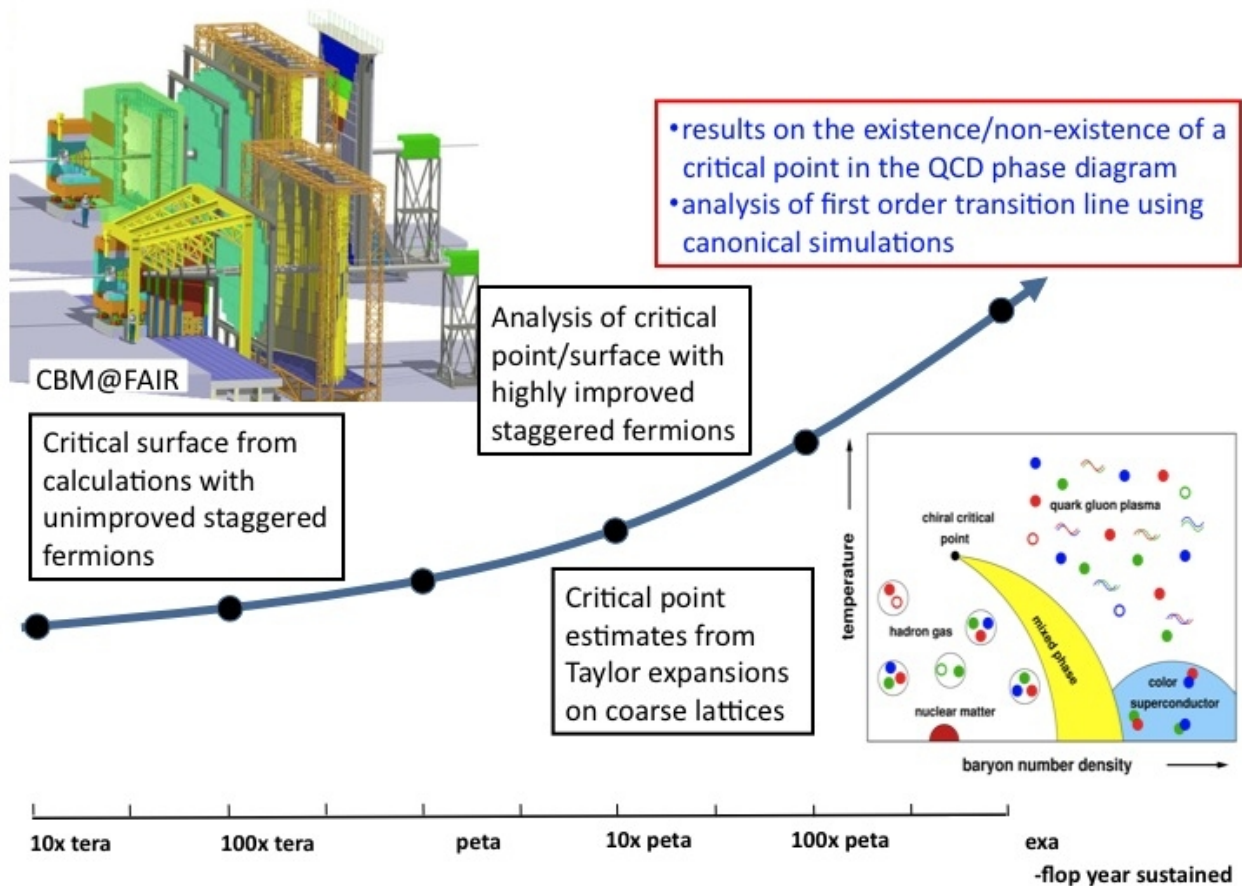 •results on the existence/non-existence of a
critical point in the QCD phase diagram
•analysis of first order transition line using
canonical simulations
CBM@FAIR
Analysis of critical
point/surface with
highly improved
staggered fermions
Critical surface from
calculations with
unimproved staggered
fermions
Critical point
estimates from
Taylor expansions
on coarse lattices
temperature
quark gluon plasma
chiral critical
point
hadron gas
mixed phase
color
superconductor
nuclear matter
baryon number density
10x tera 100x tera peta 10x peta 100x peta exa
-flop year sustained